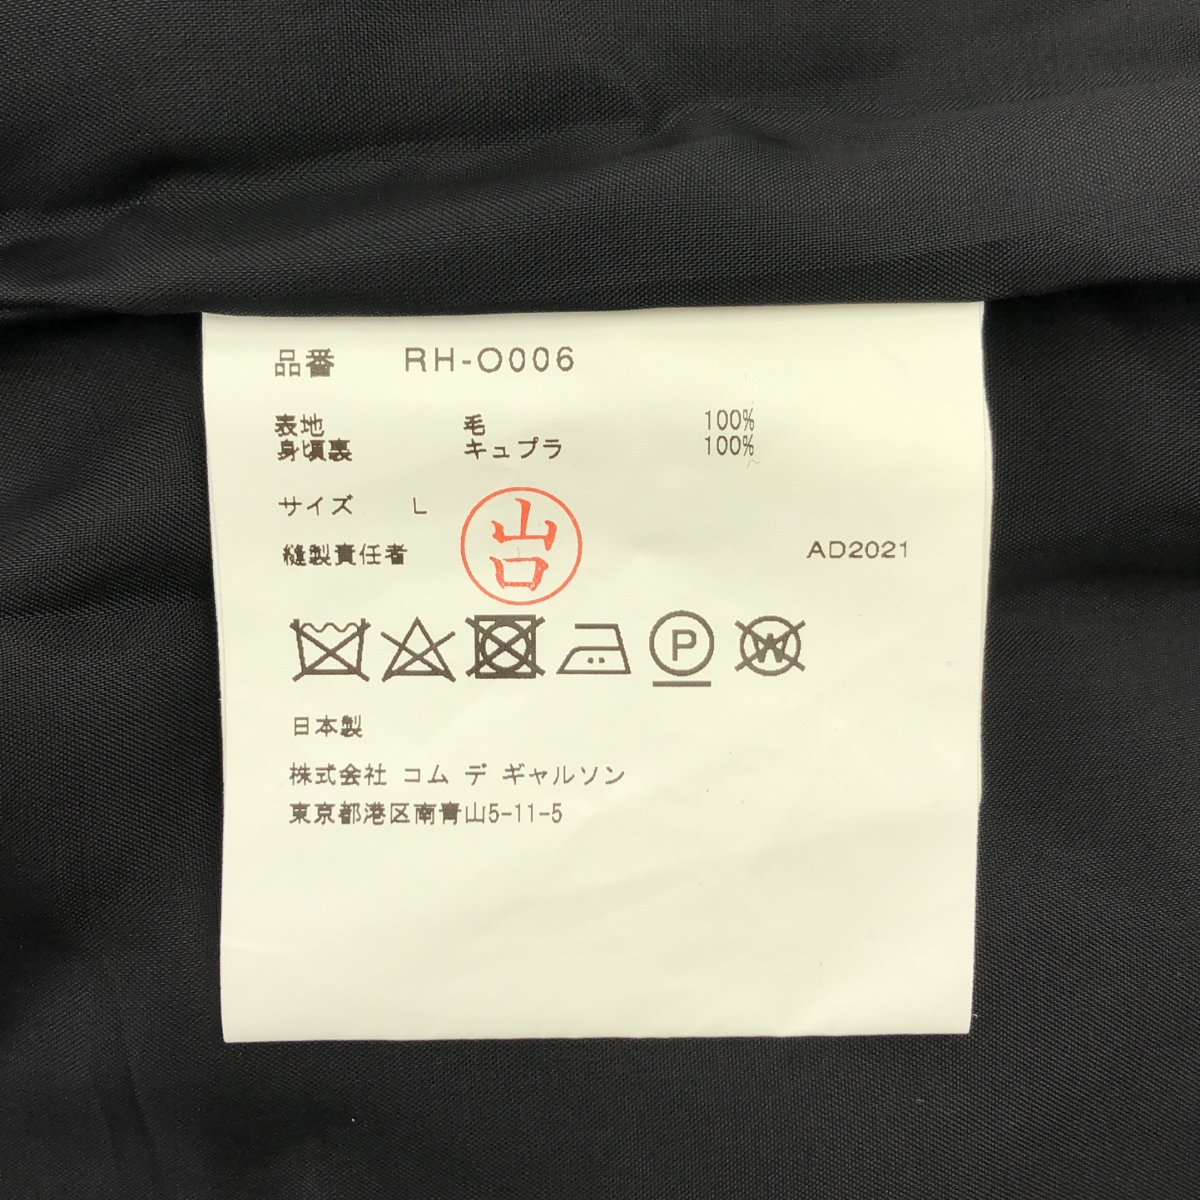 品番 RH-O006
表地 毛 100%
身頃裏 キュプラ 100%
サイズ L
山口
縫製責任者 AD2021
P W
日本製
株式会社 コム デ ギャルソン
東京都港区南青山5-11-5